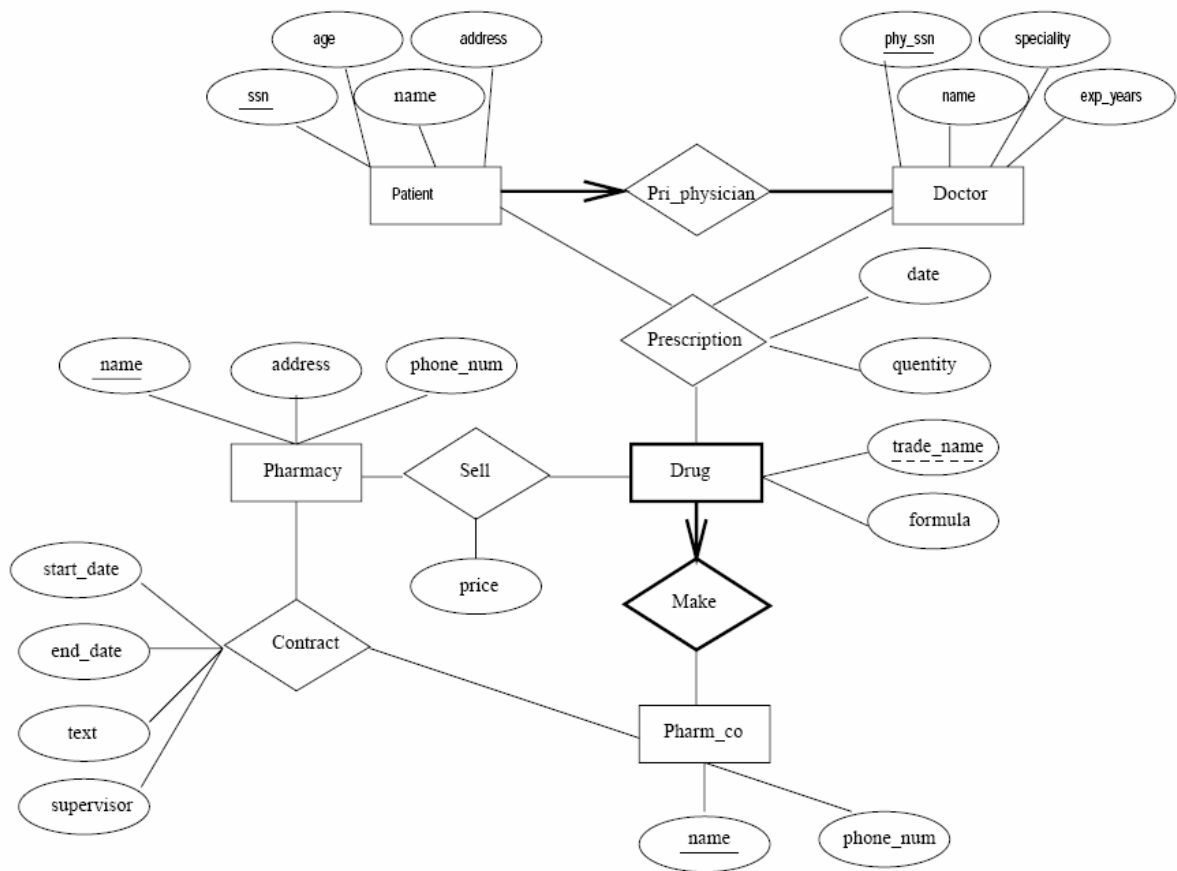 age
address
phy_ssn
speciality
ssn
name
name
exp_years
Patient
Pri_physician
Doctor
date
Prescription
name
address
phone_num
quentity
trade_name
Pharmacy
Sell
Drug
formula
start_date
price
Make
end_date
Contract
text
Pharm_co
supervisor
name
phone_num